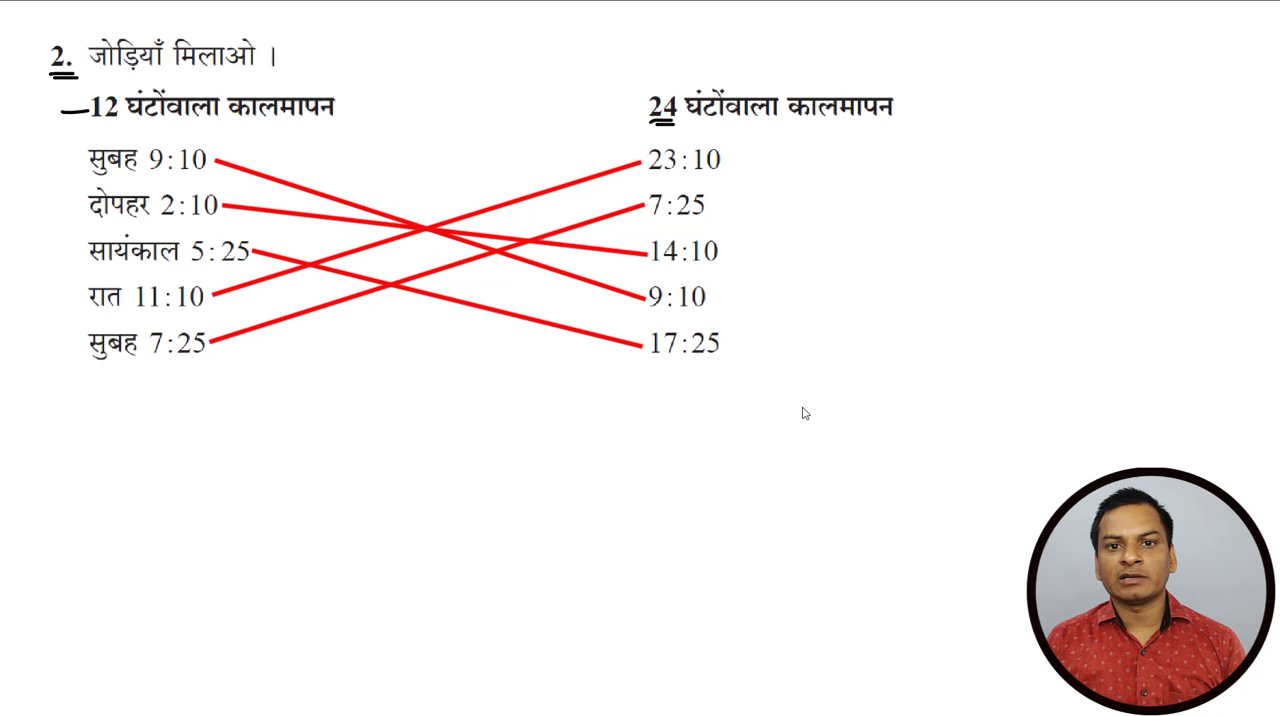 2. जोड़ियाँ मिलाओ ।
12 घंटोंवाला कालमापन 24 घंटोंवाला कालमापन
सुबह 9:10 23:10
दोपहर 2:10 7:25
सायंकाल 5:25 14:10
रात 11:10 9:10
सुबह 7:25 17:25